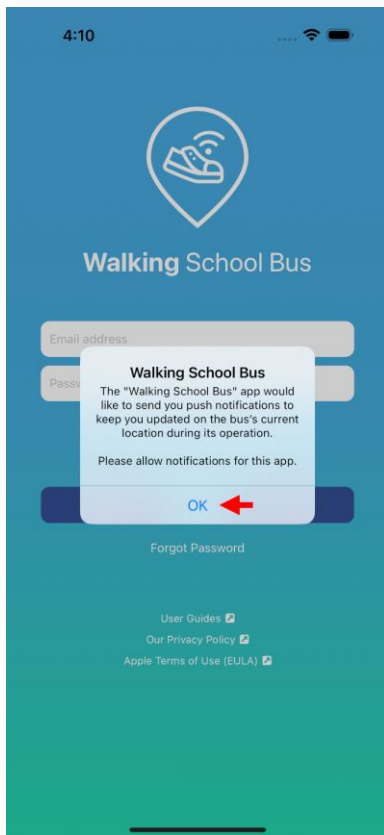 4:10
Walking School Bus
Email address
Passw
Walking School Bus
The "Walking School Bus" app would
like to send you push notifications to
keep you updated on the bus's current
location during its operation.
Please allow notifications for this app.
OK
Forgot Password
User Guides
Our Privacy Policy
Apple Terms of Use (EULA)